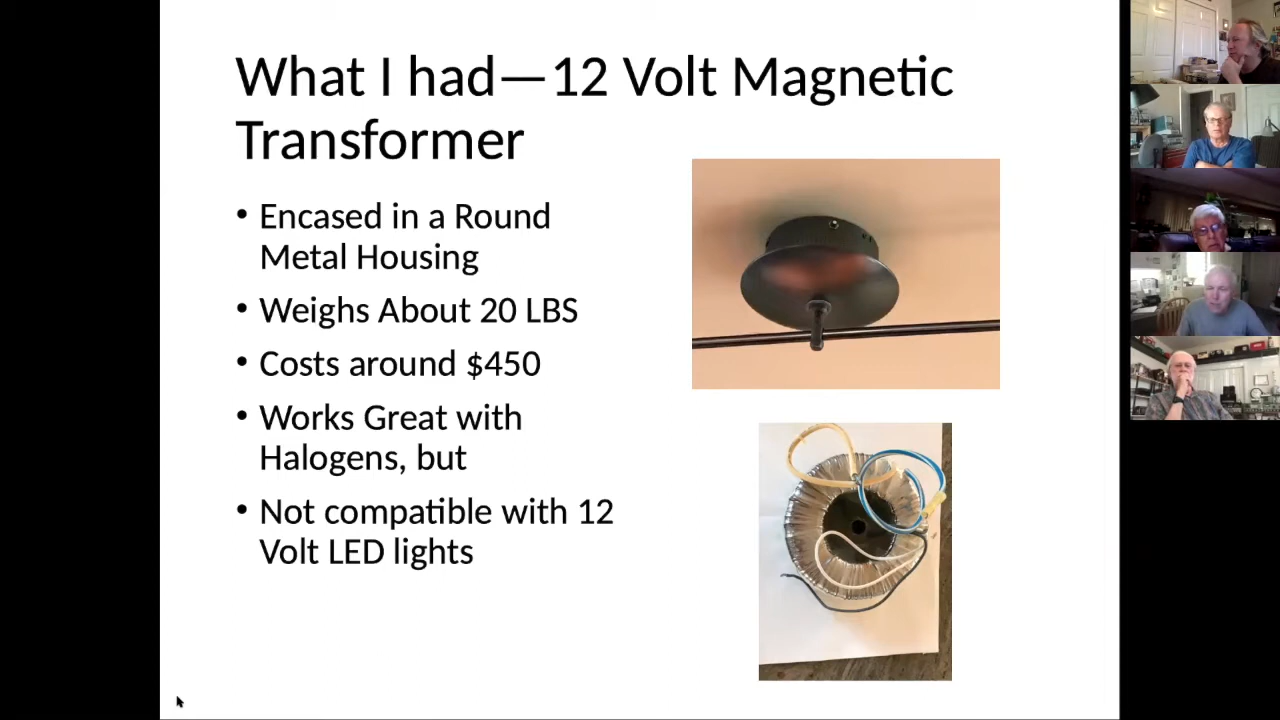 What I had—12 Volt Magnetic
Transformer
• Encased in a Round
Metal Housing
• Weighs About 20 LBS
• Costs around $450
• Works Great with
Halogens, but
• Not compatible with 12
Volt LED lights